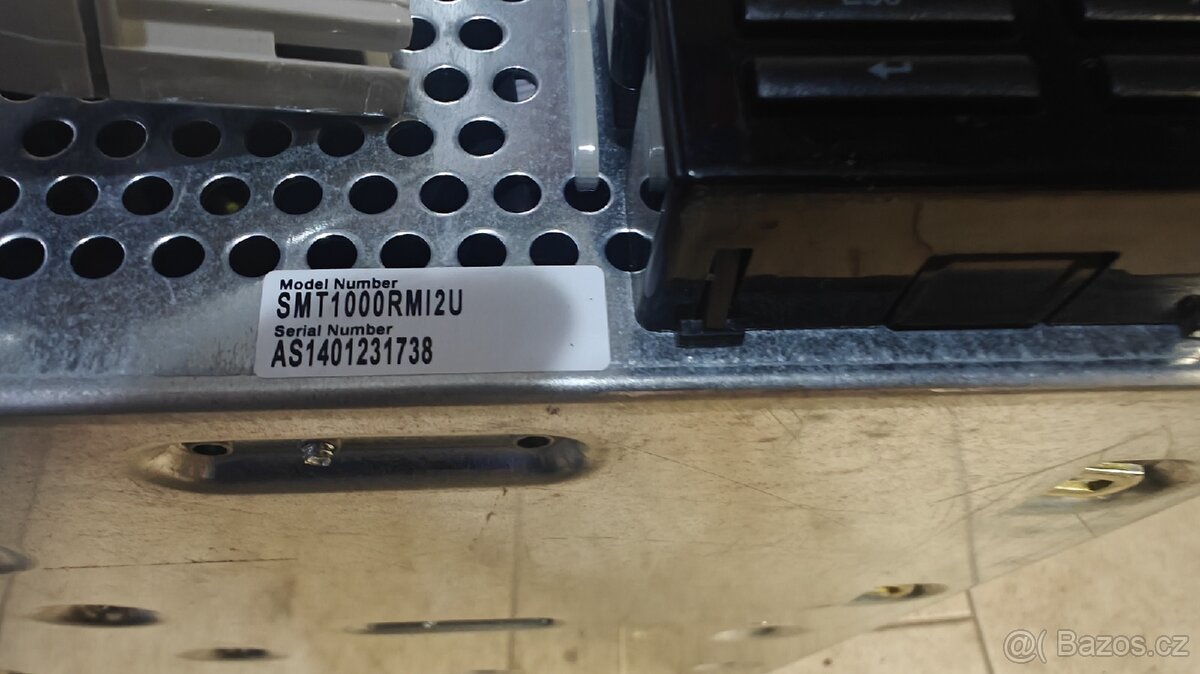 Model Number
SMT1000RMI2U
Serial Number
AS1401231738
@( Bazos.cz